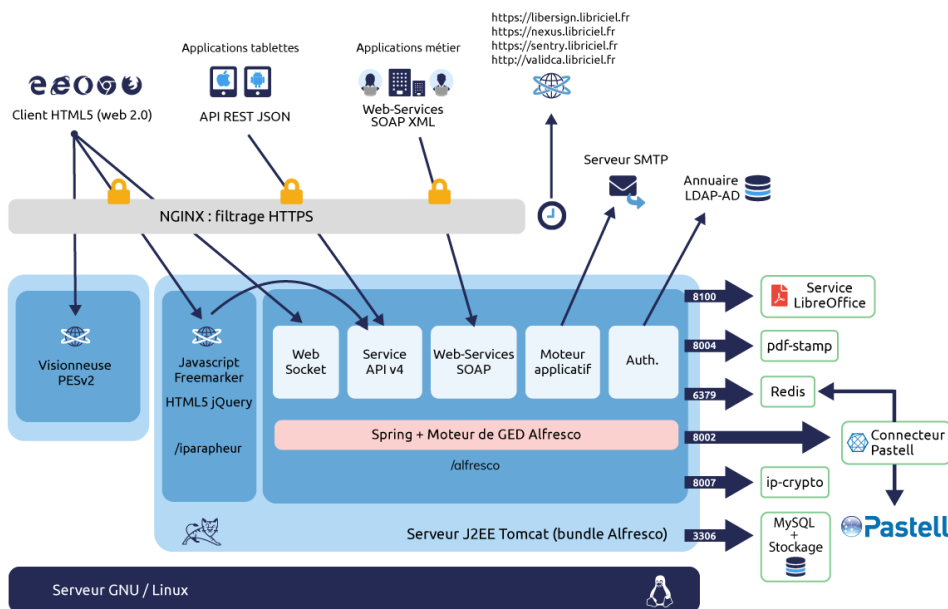 https://libersign.libriciel.fr
https://nexus.libriciel.fr
https://sentry.libriciel.fr
http://validca.libriciel.fr
Applications tablettes
Applications métier
Client HTML5 (web 2.0)
API REST JSON
Web-Services
SOAP XML
Serveur SMTP
Annuaire
LDAP-AD
NGINX : filtrage HTTPS
Visionneuse
PESv2
Javascript
Freemarker
HTML5 jQuery
/iparapheur
Web
Socket
Service
API v4
Web-Services
SOAP
Moteur
applicatif
Auth.
Spring + Moteur de GED Alfresco
/alfresco
Serveur J2EE Tomcat (bundle Alfresco)
8100
Service
LibreOffice
8004
pdf-stamp
6379
Redis
8002
Connecteur
Pastell
8007
ip-crypto
Pastell
3306
MySQL
+
Stockage
Serveur GNU / Linux